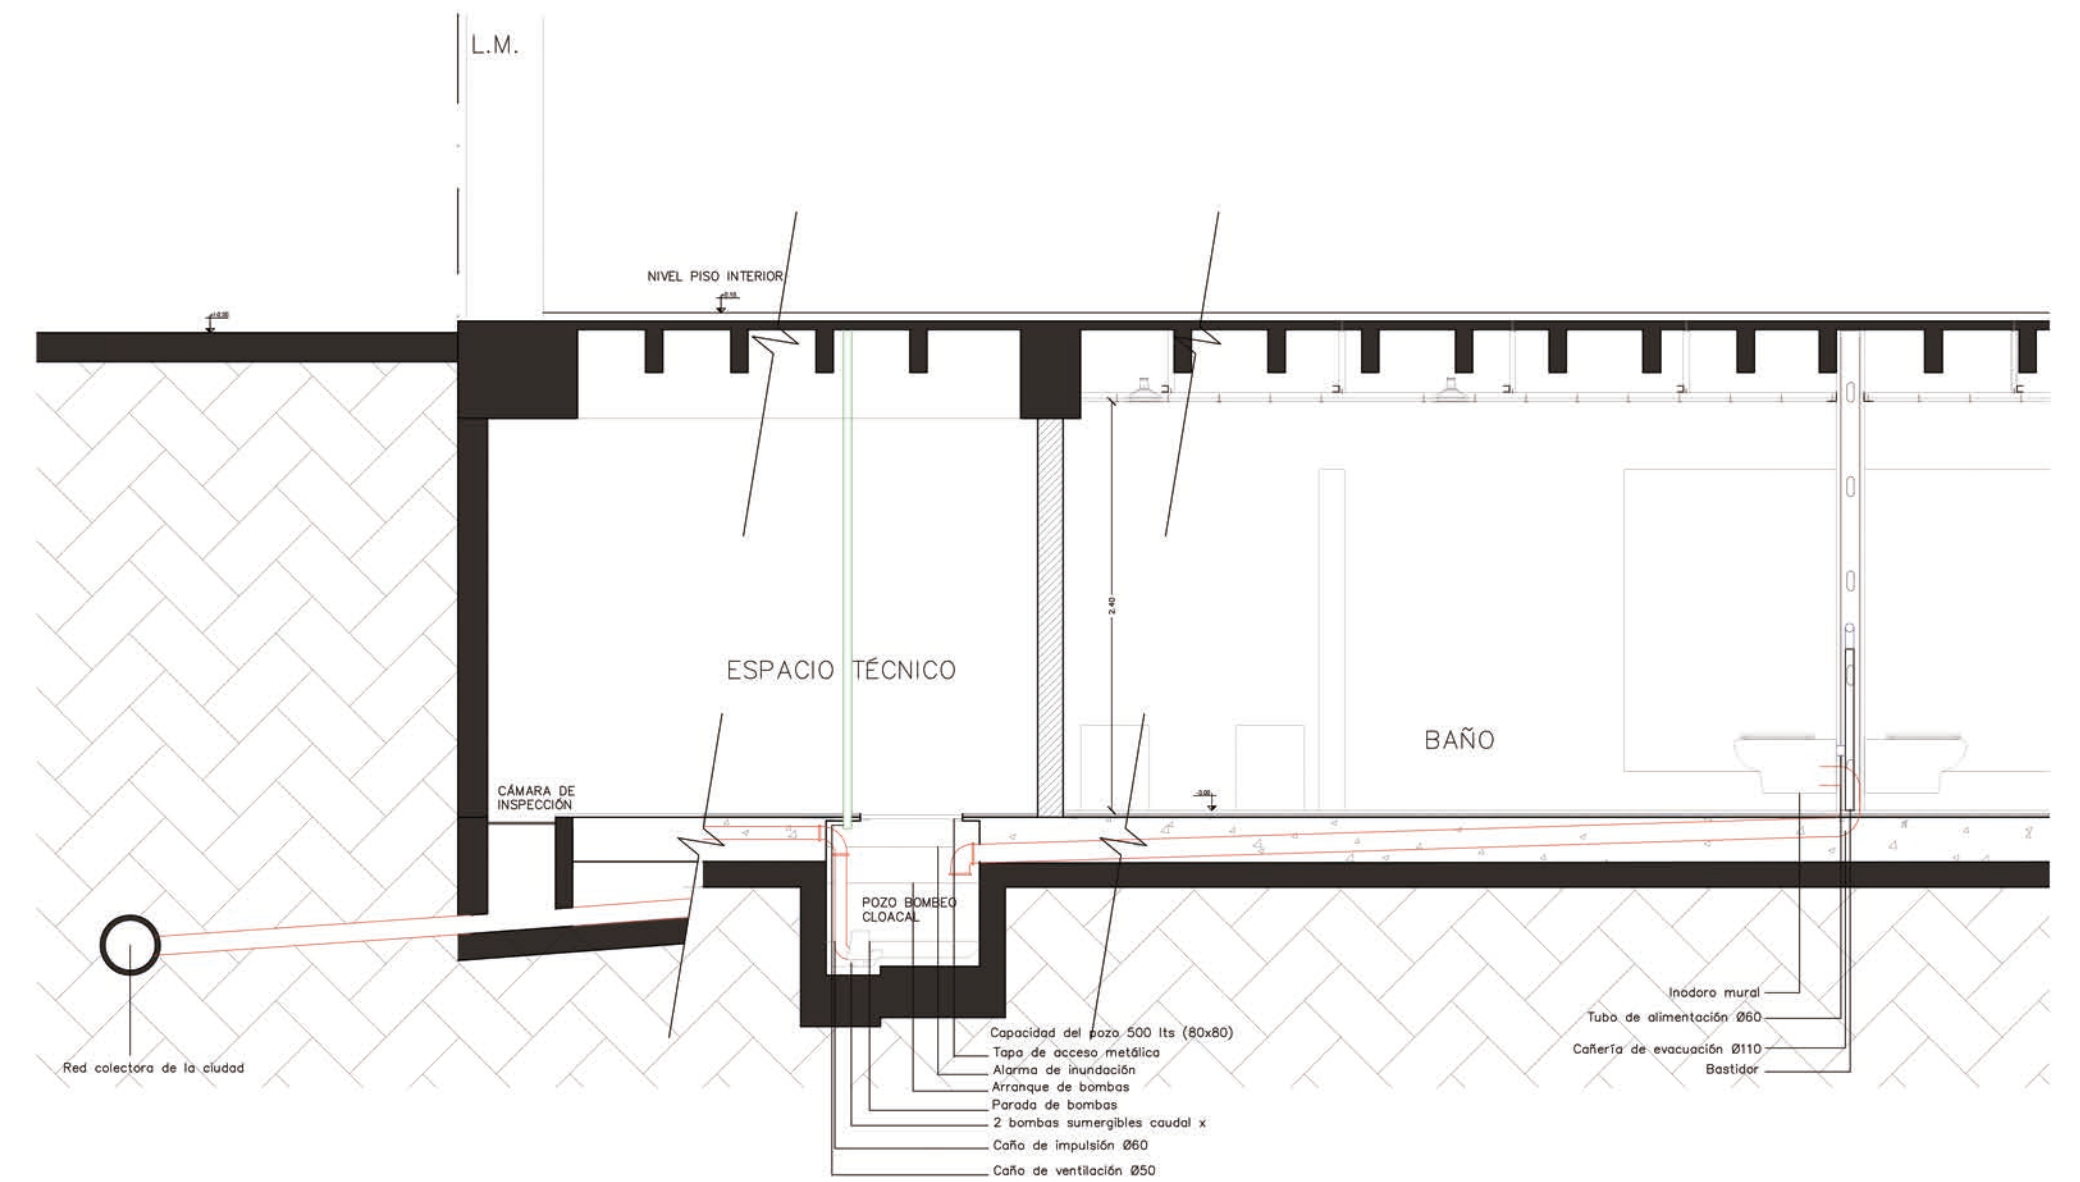 L.M.
NIVEL PISO INTERIOR
2.40
ESPACIO TÉCNICO
BAÑO
CÁMARA DE
INSPECCIÓN
POZO BOMBEO
CLOACAL
Inodoro mural
Tubo de alimentación Ø60
Cañería de evacuación Ø110
Bastidor
Capacidad del pozo 500 lts (80x80)
Tapa de acceso metálica
Alarma de inundación
Arranque de bombas
Parada de bombas
2 bombas sumergibles caudal x
Caño de impulsión Ø60
Caño de ventilación Ø50
Red colectora de la ciudad